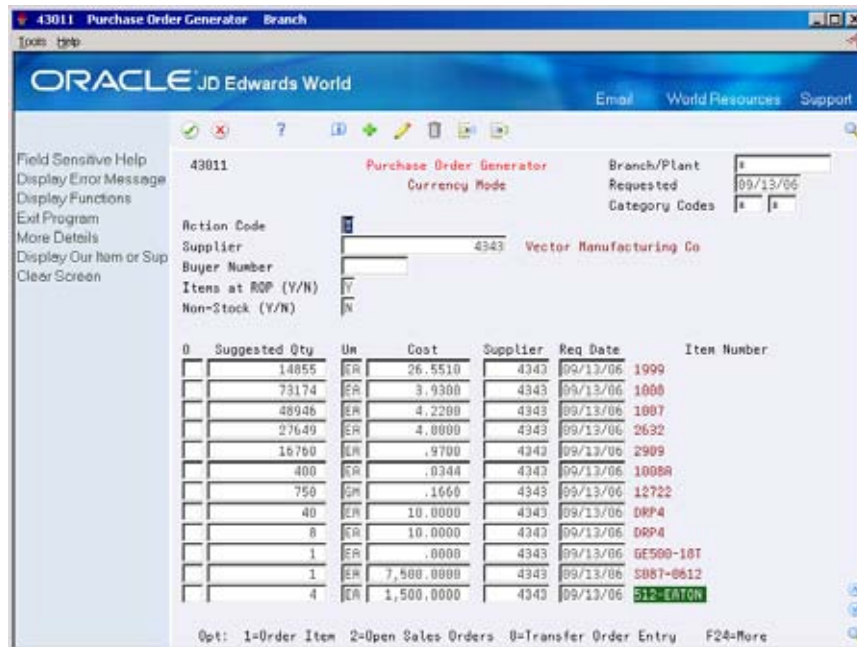 43011 Purchase Order Generator Branch
Tools Help
ORACLE JD Edwards World
Email World Resources Support
Field Sensitive Help
Display Error Message
Display Functions
Exit Program
More Details
Display Our Item or Sup
Clear Screen
43011 Purchase Order Generator Branch/Plant *
Currency Mode Requested 09/13/06
Category Codes * *
Action Code I
Supplier 4343 Vector Manufacturing Co
Buyer Number
Items at ROP (Y/N) Y
Non-Stock (Y/N) N
O Suggested Qty Um Cost Supplier Req Date Item Number
14855 EA 26.5510 4343 09/13/06 1999
73174 EA 3.9300 4343 09/13/06 1008
48946 EA 4.2200 4343 09/13/06 1007
27649 EA 4.0000 4343 09/13/06 2632
16760 EA .9700 4343 09/13/06 2909
400 EA .0344 4343 09/13/06 1008A
750 GM .1660 4343 09/13/06 12722
40 EA 10.0000 4343 09/13/06 DRP4
8 EA 10.0000 4343 09/13/06 DRP4
1 EA .0000 4343 09/13/06 GE500-18T
1 EA 7,500.0000 4343 09/13/06 S087-0612
4 EA 1,500.0000 4343 09/13/06 512-EATON
Opt: 1=Order Item 2=Open Sales Orders 8=Transfer Order Entry F24=More